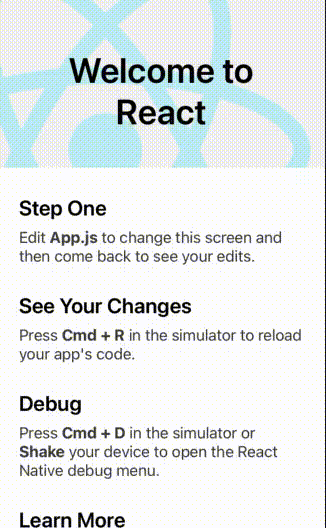 Welcome to
React
Step One
Edit App.js to change this screen and
then come back to see your edits.
See Your Changes
Press Cmd + R in the simulator to reload
your app's code.
Debug
Press Cmd + D in the simulator or
Shake your device to open the React
Native debug menu.
Learn More